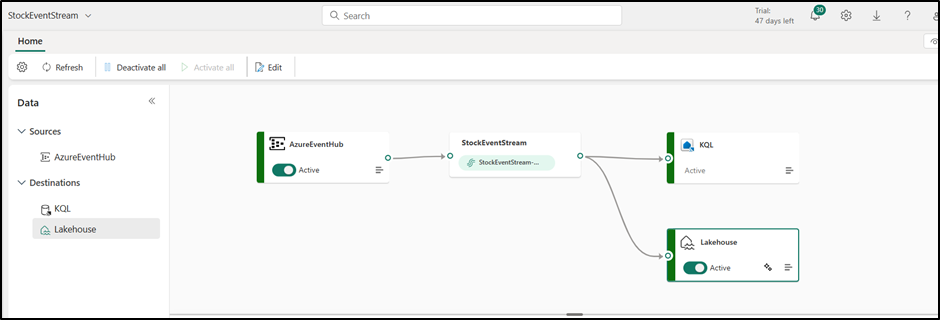 StockEventStream
Search
Trial:
47 days left
30
?
Home
Refresh
Deactivate all
Activate all
Edit
Data
Sources
AzureEventHub
Destinations
KQL
Lakehouse
AzureEventHub
Active
StockEventStream
StockEventStream-...
KQL
Active
Lakehouse
Active